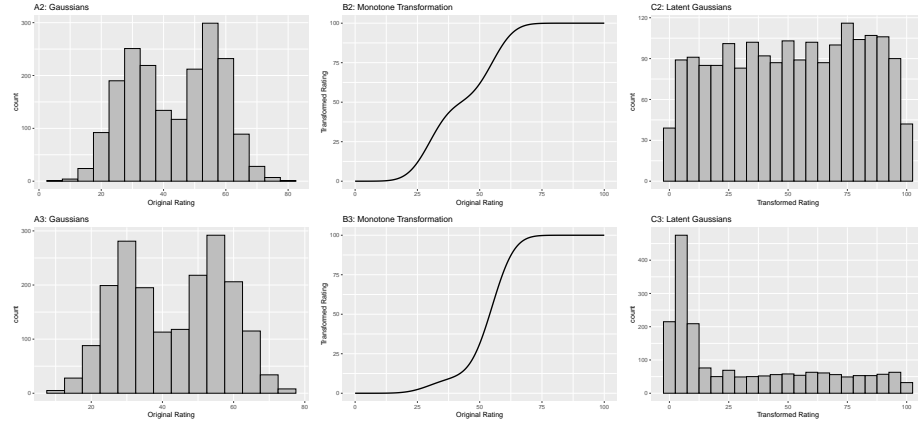 A2: Gaussians
300
200
100
0
count
0 20 40 60 80
Original Rating
B2: Monotone Transformation
100
75
50
25
0
Transformed Rating
0 25 50 75 100
Original Rating
C2: Latent Gaussians
120
90
60
30
0
count
0 25 50 75 100
Transformed Rating
A3: Gaussians
300
200
100
0
count
20 40 60 80
Original Rating
B3: Monotone Transformation
100
75
50
25
0
Transformed Rating
0 25 50 75 100
Original Rating
C3: Latent Gaussians
400
300
200
100
0
count
0 25 50 75 100
Transformed Rating